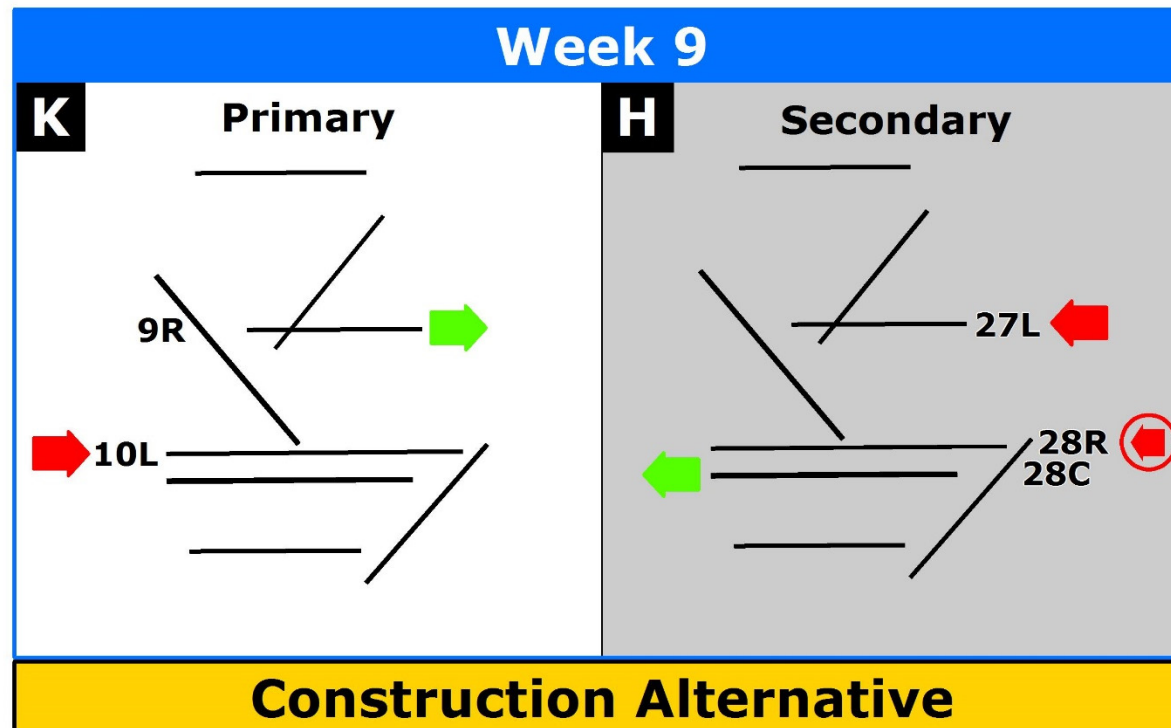 Week 9
K
Primary
9R
10L
H
Secondary
27L
28R
28C
Construction Alternative